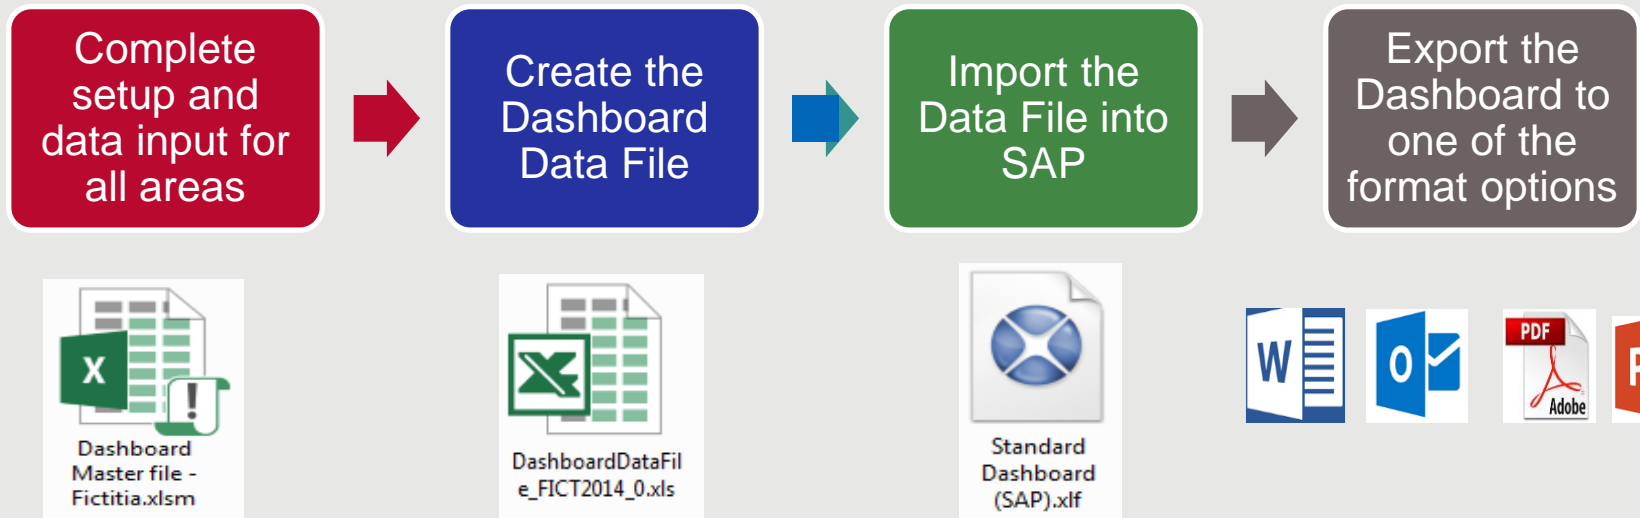 Complete
setup and
data input for
all areas
Create the
Dashboard
Data File
Import the
Data File into
SAP
Export the
Dashboard to
one of the
format options
X
!
Dashboard
Master file -
Fictitia.xlsm
X
DashboardDataFil
e_FICT2014_0.xls
Standard
Dashboard
(SAP).xlf
W
O
PDF
Adobe
P